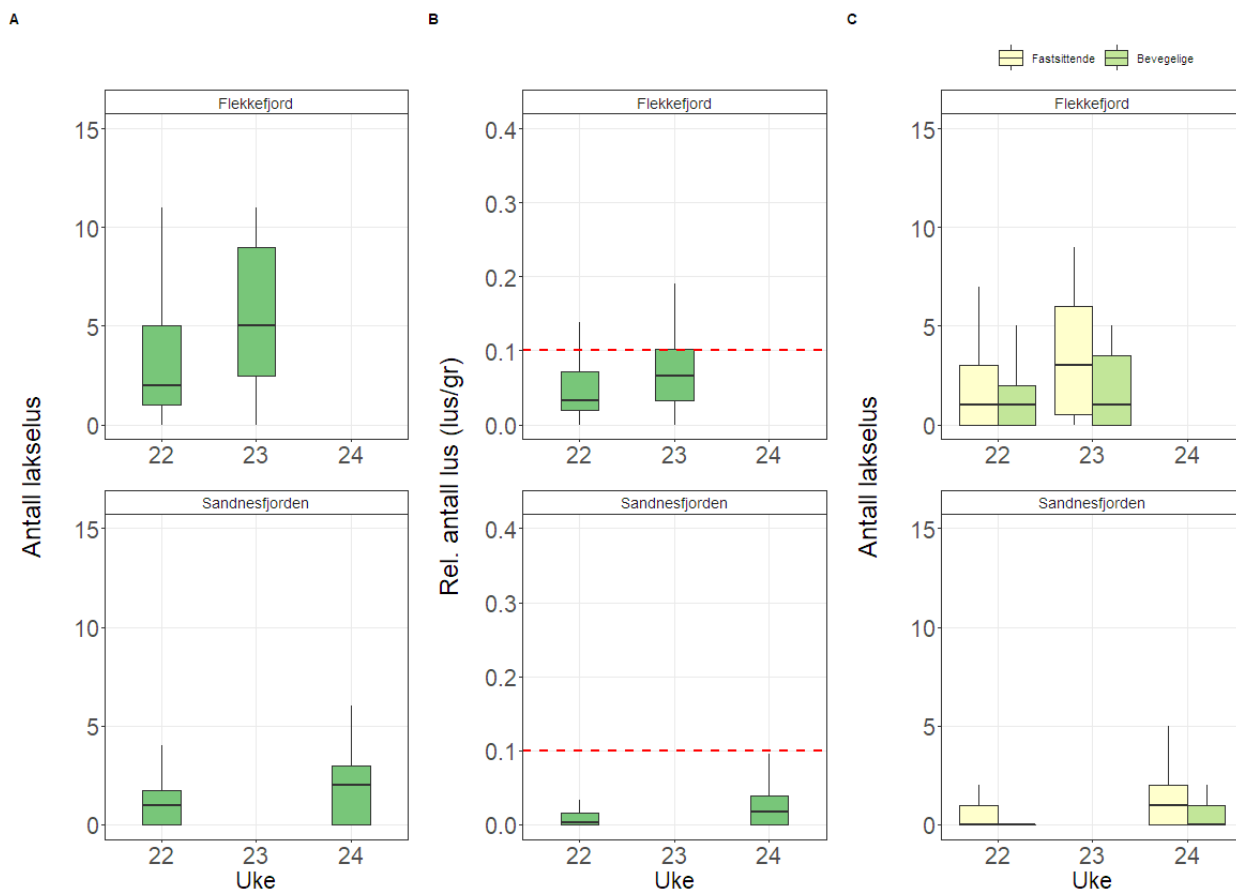 A
B
C
Fastsittende Bevegelige
Flekkefjord
Flekkefjord
Flekkefjord
15
10
5
0
22 23 24
0.4
0.3
0.2
0.1
0.0
22 23 24
15
10
5
0
22 23 24
Antall lakselus
Rel. antall lus (lus/gr)
Antall lakselus
Sandnesfjorden
Sandnesfjorden
Sandnesfjorden
15
10
5
0
22 23 24
Uke
0.4
0.3
0.2
0.1
0.0
22 23 24
Uke
15
10
5
0
22 23 24
Uke